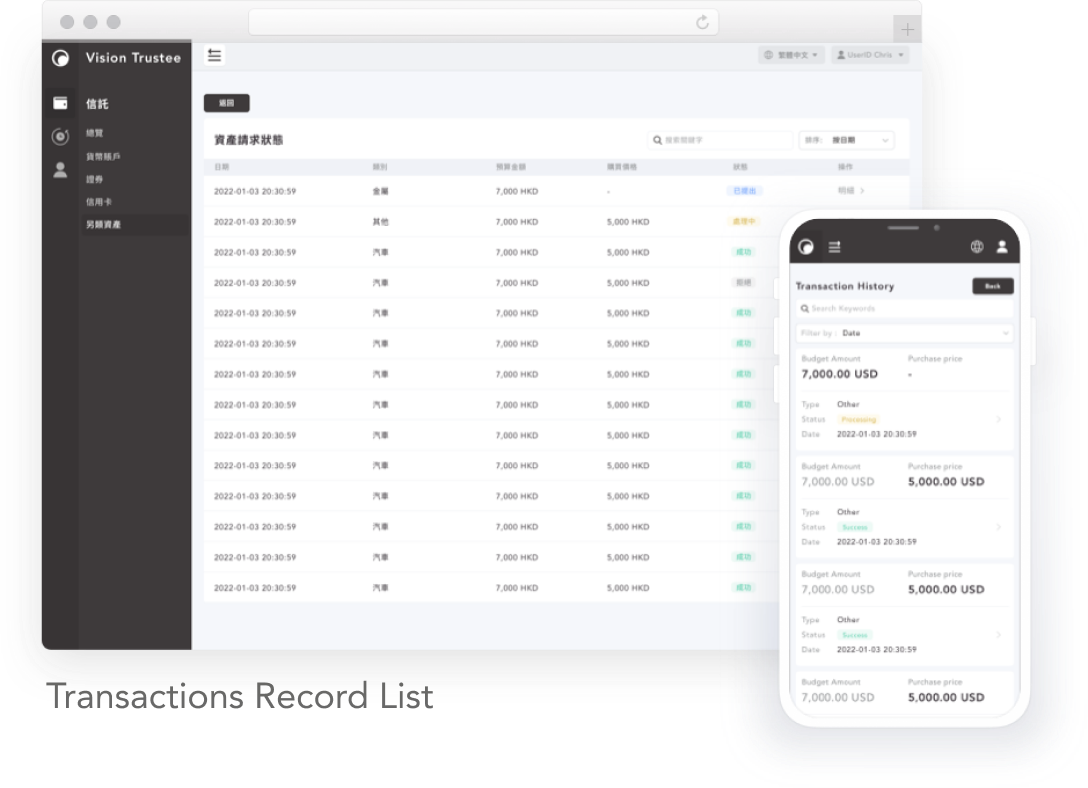 Vision Trustee
繁體中文
UserID Chris
信託
總覽
貨幣賬戶
證券
信用卡
另類資產
返回
資產請求狀態
搜索關鍵字
排序: 按日期
日期 類別 預算金額 購買價格 狀態 操作
2022-01-03 20:30:59 金屬 7,000 HKD - 已提出 明細
2022-01-03 20:30:59 其他 7,000 HKD 5,000 HKD 處理中
2022-01-03 20:30:59 汽車 7,000 HKD 5,000 HKD 成功
2022-01-03 20:30:59 汽車 7,000 HKD 5,000 HKD 拒絕
2022-01-03 20:30:59 汽車 7,000 HKD 5,000 HKD 成功
2022-01-03 20:30:59 汽車 7,000 HKD 5,000 HKD 成功
2022-01-03 20:30:59 汽車 7,000 HKD 5,000 HKD 成功
2022-01-03 20:30:59 汽車 7,000 HKD 5,000 HKD 成功
2022-01-03 20:30:59 汽車 7,000 HKD 5,000 HKD 成功
2022-01-03 20:30:59 汽車 7,000 HKD 5,000 HKD 成功
2022-01-03 20:30:59 汽車 7,000 HKD 5,000 HKD 成功
2022-01-03 20:30:59 汽車 7,000 HKD 5,000 HKD 成功
2022-01-03 20:30:59 汽車 7,000 HKD 5,000 HKD 成功
2022-01-03 20:30:59 汽車 7,000 HKD 5,000 HKD 成功
Transaction History
Back
Search Keywords
Filter by : Data
Budget Amount Purchase price
7,000.00 USD -
Type Other
Status Processing
Date 2022-01-03 20:30:59
Budget Amount Purchase price
7,000.00 USD 5,000.00 USD
Type Other
Status Success
Date 2022-01-03 20:30:59
Budget Amount Purchase price
7,000.00 USD 5,000.00 USD
Type Other
Status Success
Date 2022-01-03 20:30:59
Budget Amount Purchase price
7,000.00 USD 5,000.00 USD
Transactions Record List